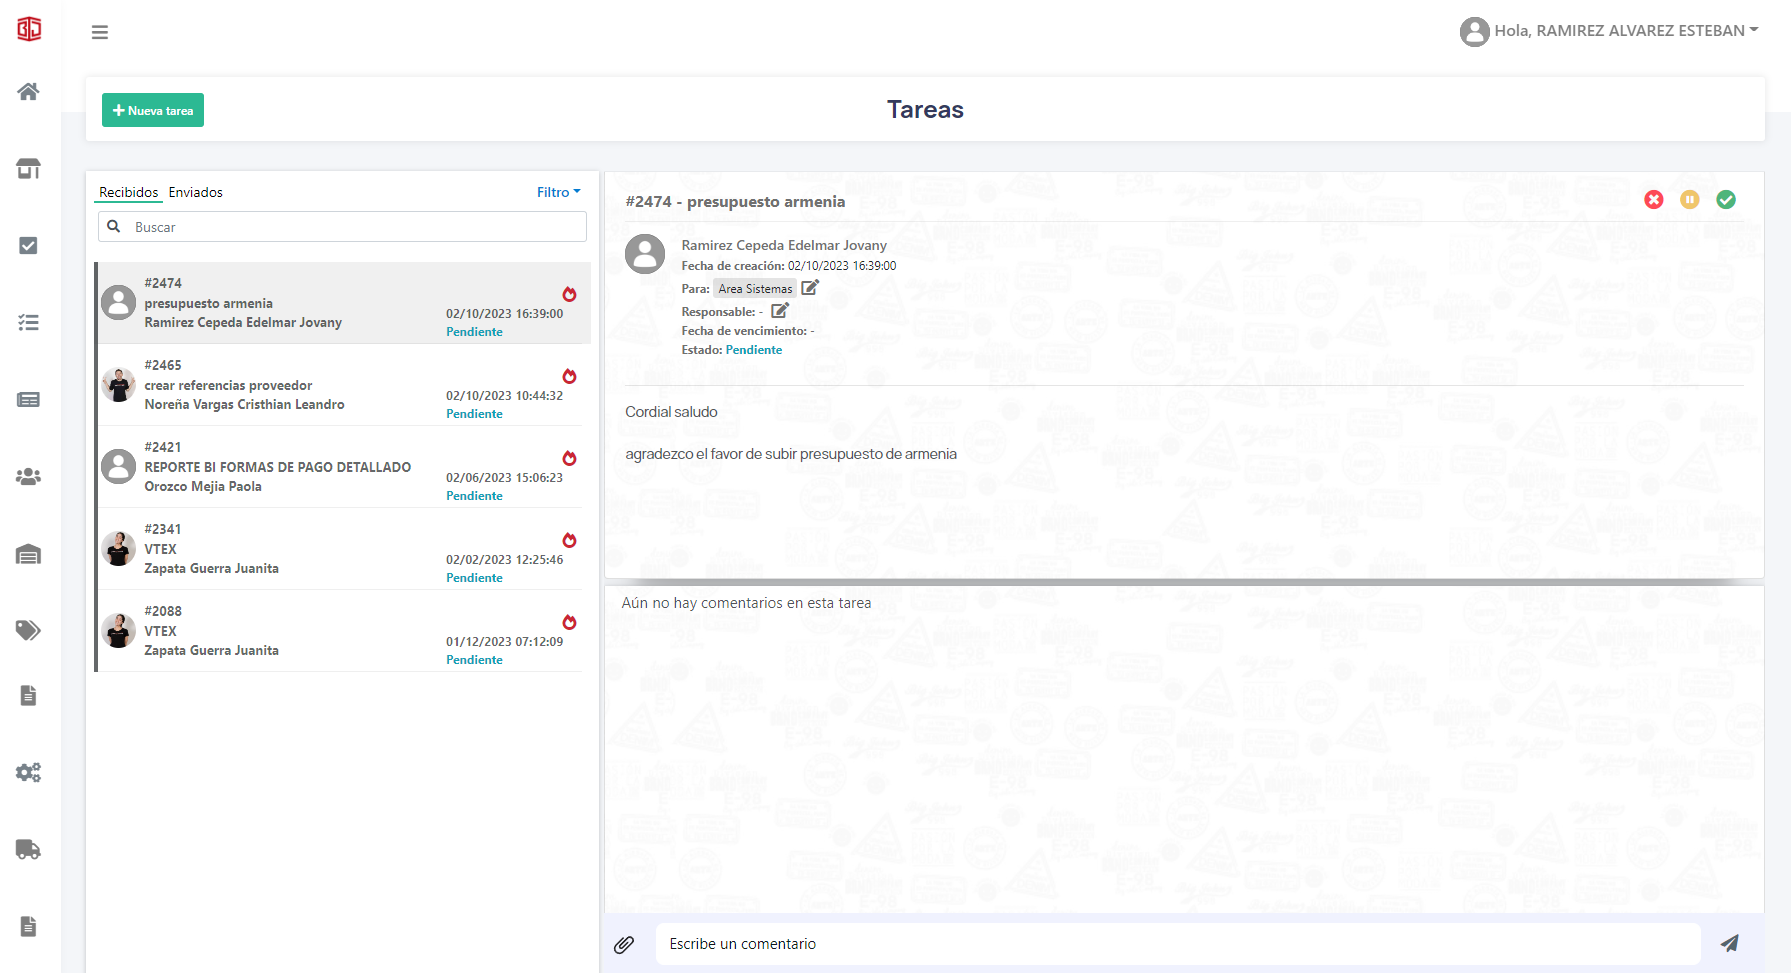 Hola, RAMIREZ ALVAREZ ESTEBAN
Nueva tarea
Tareas
Recibidos Enviados
Filtro
Buscar
#2474
presupuesto armenia
Ramirez Cepeda Edelmar Jovany
02/10/2023 16:39:00
Pendiente
#2465
crear referencias proveedor
Noreña Vargas Cristhian Leandro
02/10/2023 10:44:32
Pendiente
#2421
REPORTE BI FORMAS DE PAGO DETALLADO
Orozco Mejia Paola
02/06/2023 15:06:23
Pendiente
#2341
VTEX
Zapata Guerra Juanita
02/02/2023 12:25:46
Pendiente
#2088
VTEX
Zapata Guerra Juanita
01/12/2023 07:12:09
Pendiente
#2474 - presupuesto armenia
Ramirez Cepeda Edelmar Jovany
Fecha de creación: 02/10/2023 16:39:00
Para: Area Sistemas
Responsable: -
Fecha de vencimiento: -
Estado: Pendiente
Cordial saludo
agradezco el favor de subir presupuesto de armenia
Aún no hay comentarios en esta tarea
Escribe un comentario